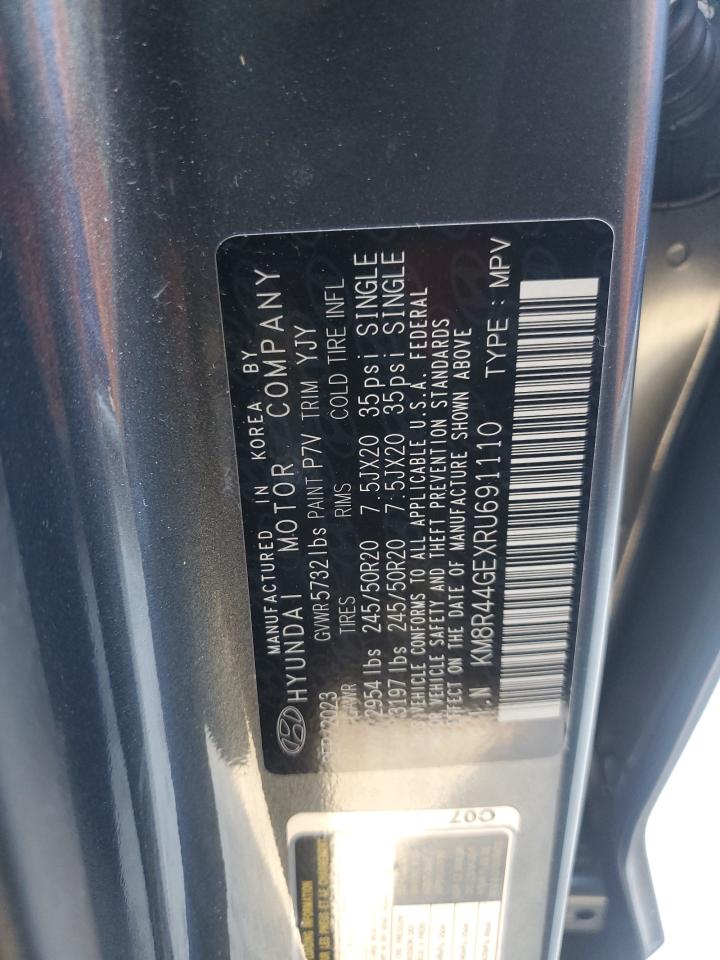 MANUFACTURED IN KOREA BY
HYUNDAI MOTOR COMPANY
2023 GVWR 5732 lbs PAINT P7V TRIM YJY
TIRES RIMS COLD TIRE INFL
2954 lbs 245/50R20 7.5JX20 35psi SINGLE
3197 lbs 245/50R20 7.5JX20 35psi SINGLE
VEHICLE CONFORMS TO ALL APPLICABLE U.S.A. FEDERAL
VEHICLE SAFETY AND THEFT PREVENTION STANDARDS
EFFECT ON THE DATE OF MANUFACTURE SHOWN ABOVE
KM8R44GEXRU691110 TYPE : MPV
C07